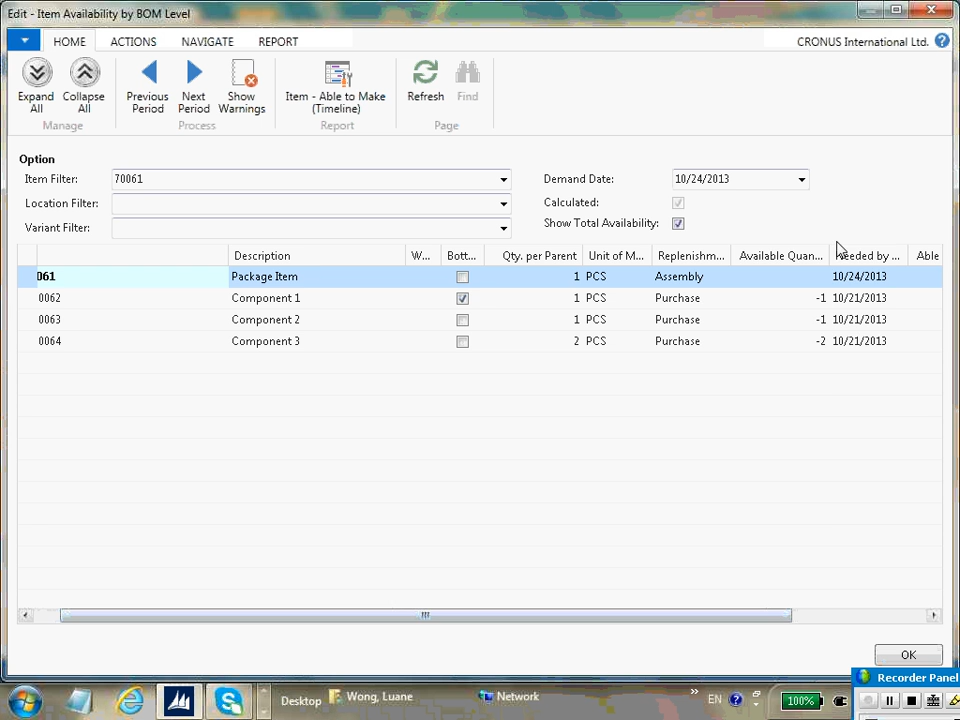 Edit - Item Availability by BOM Level
HOME ACTIONS NAVIGATE REPORT CRONUS International Ltd.
Expand All Collapse All Previous Period Next Period Show Warnings Item - Able to Make (Timeline) Refresh Find
Manage Process Report Page
Option
Item Filter: 70061 Demand Date: 10/24/2013
Location Filter: Calculated:
Variant Filter: Show Total Availability:
Description W... Bott... Qty. per Parent Unit of M... Replenishm... Available Quan... Needed by ... Able
061 Package Item 1 PCS Assembly 10/24/2013
0062 Component 1 1 PCS Purchase -1 10/21/2013
0063 Component 2 1 PCS Purchase -1 10/21/2013
0064 Component 3 2 PCS Purchase -2 10/21/2013
OK
Recorder Panel
Desktop Wong, Luane Network EN 100%